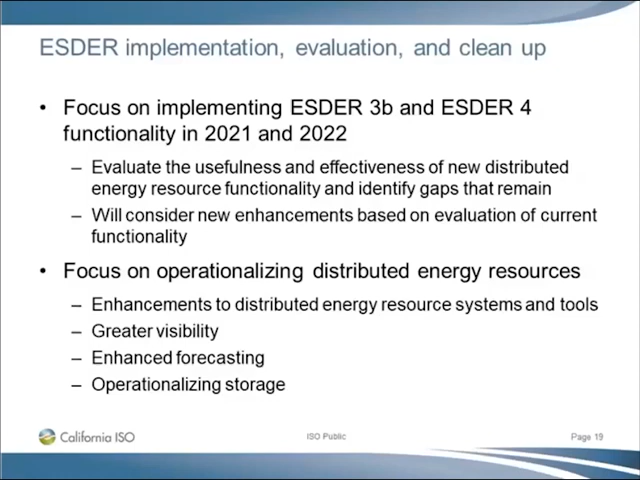 ESDER implementation, evaluation, and clean up
• Focus on implementing ESDER 3b and ESDER 4
functionality in 2021 and 2022
– Evaluate the usefulness and effectiveness of new distributed
energy resource functionality and identify gaps that remain
– Will consider new enhancements based on evaluation of current
functionality
• Focus on operationalizing distributed energy resources
– Enhancements to distributed energy resource systems and tools
– Greater visibility
– Enhanced forecasting
– Operationalizing storage
California ISO
ISO Public
Page 19